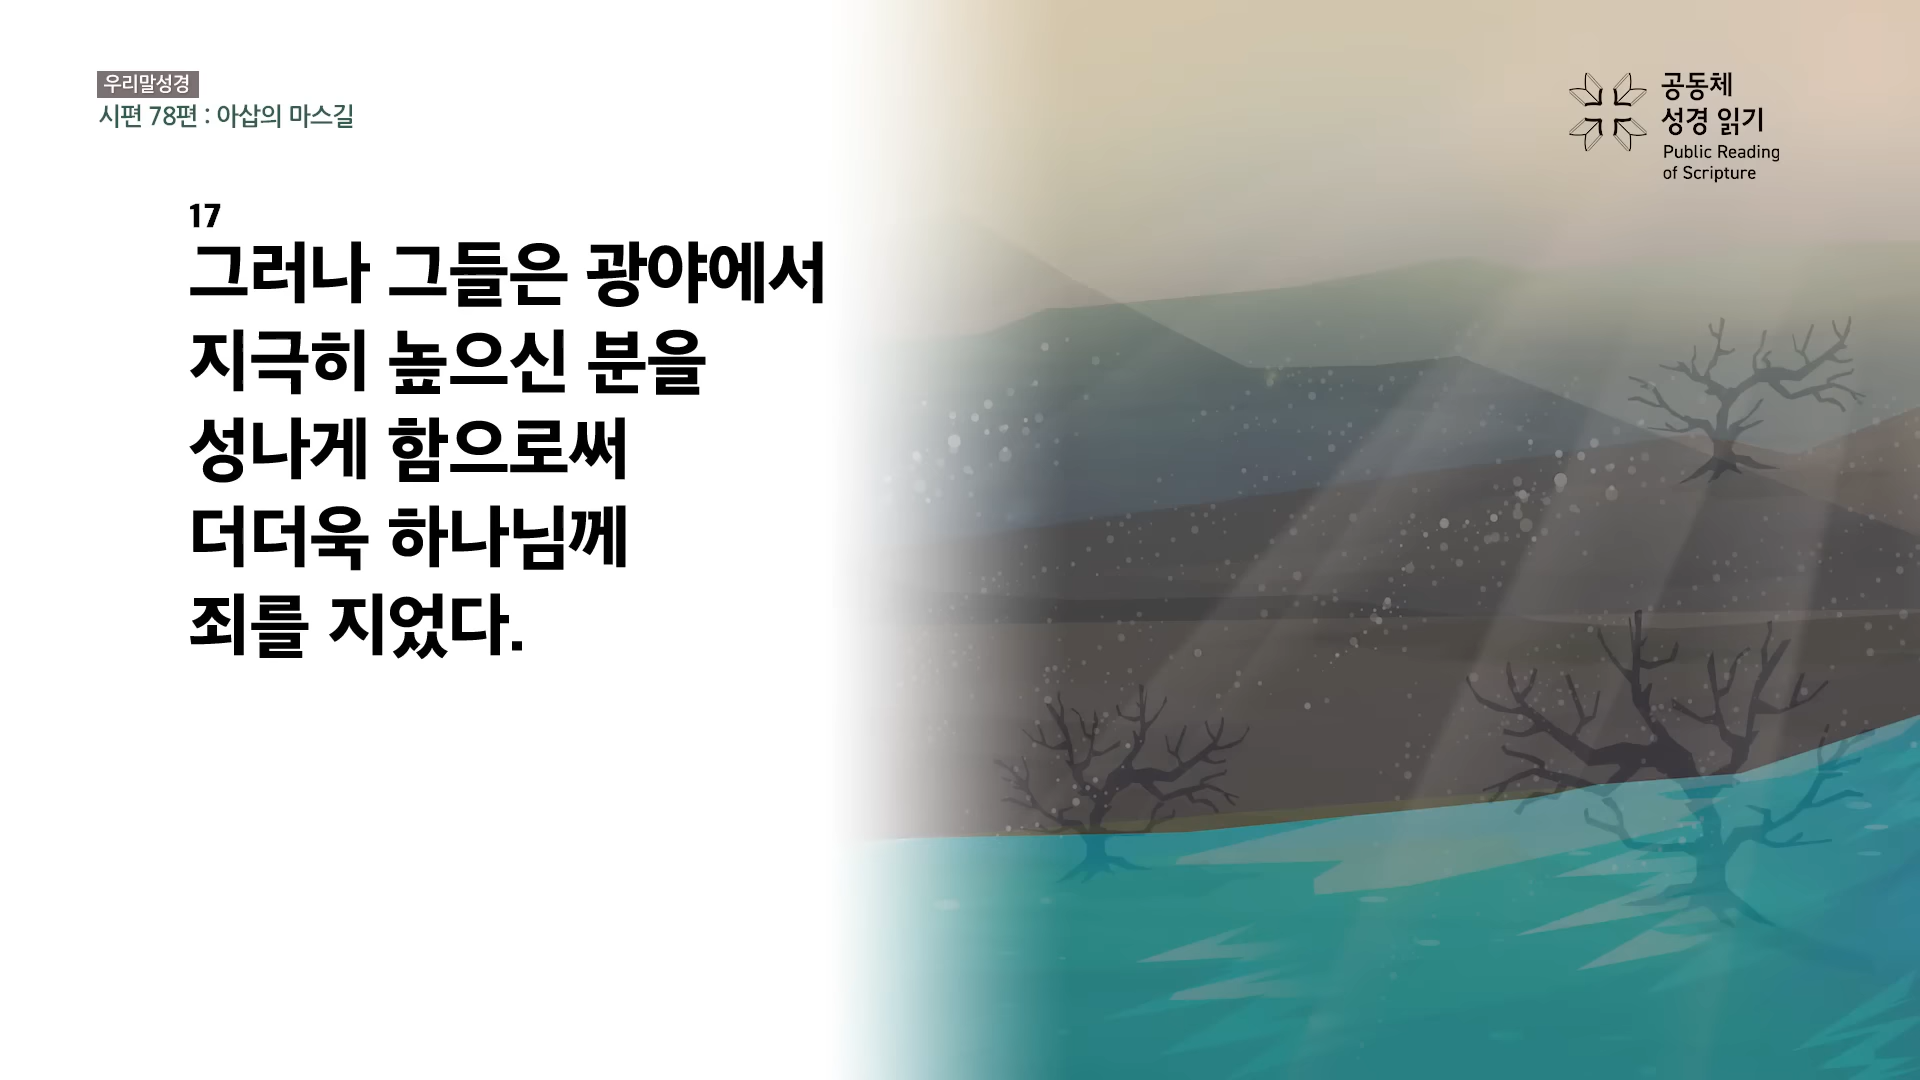 우리말성경
시편 78편 : 아삽의 마스길
17
그러나 그들은 광야에서
지극히 높으신 분을
성나게 함으로써
더더욱 하나님께
죄를 지었다.
공동체
성경 읽기
Public Reading
of Scripture